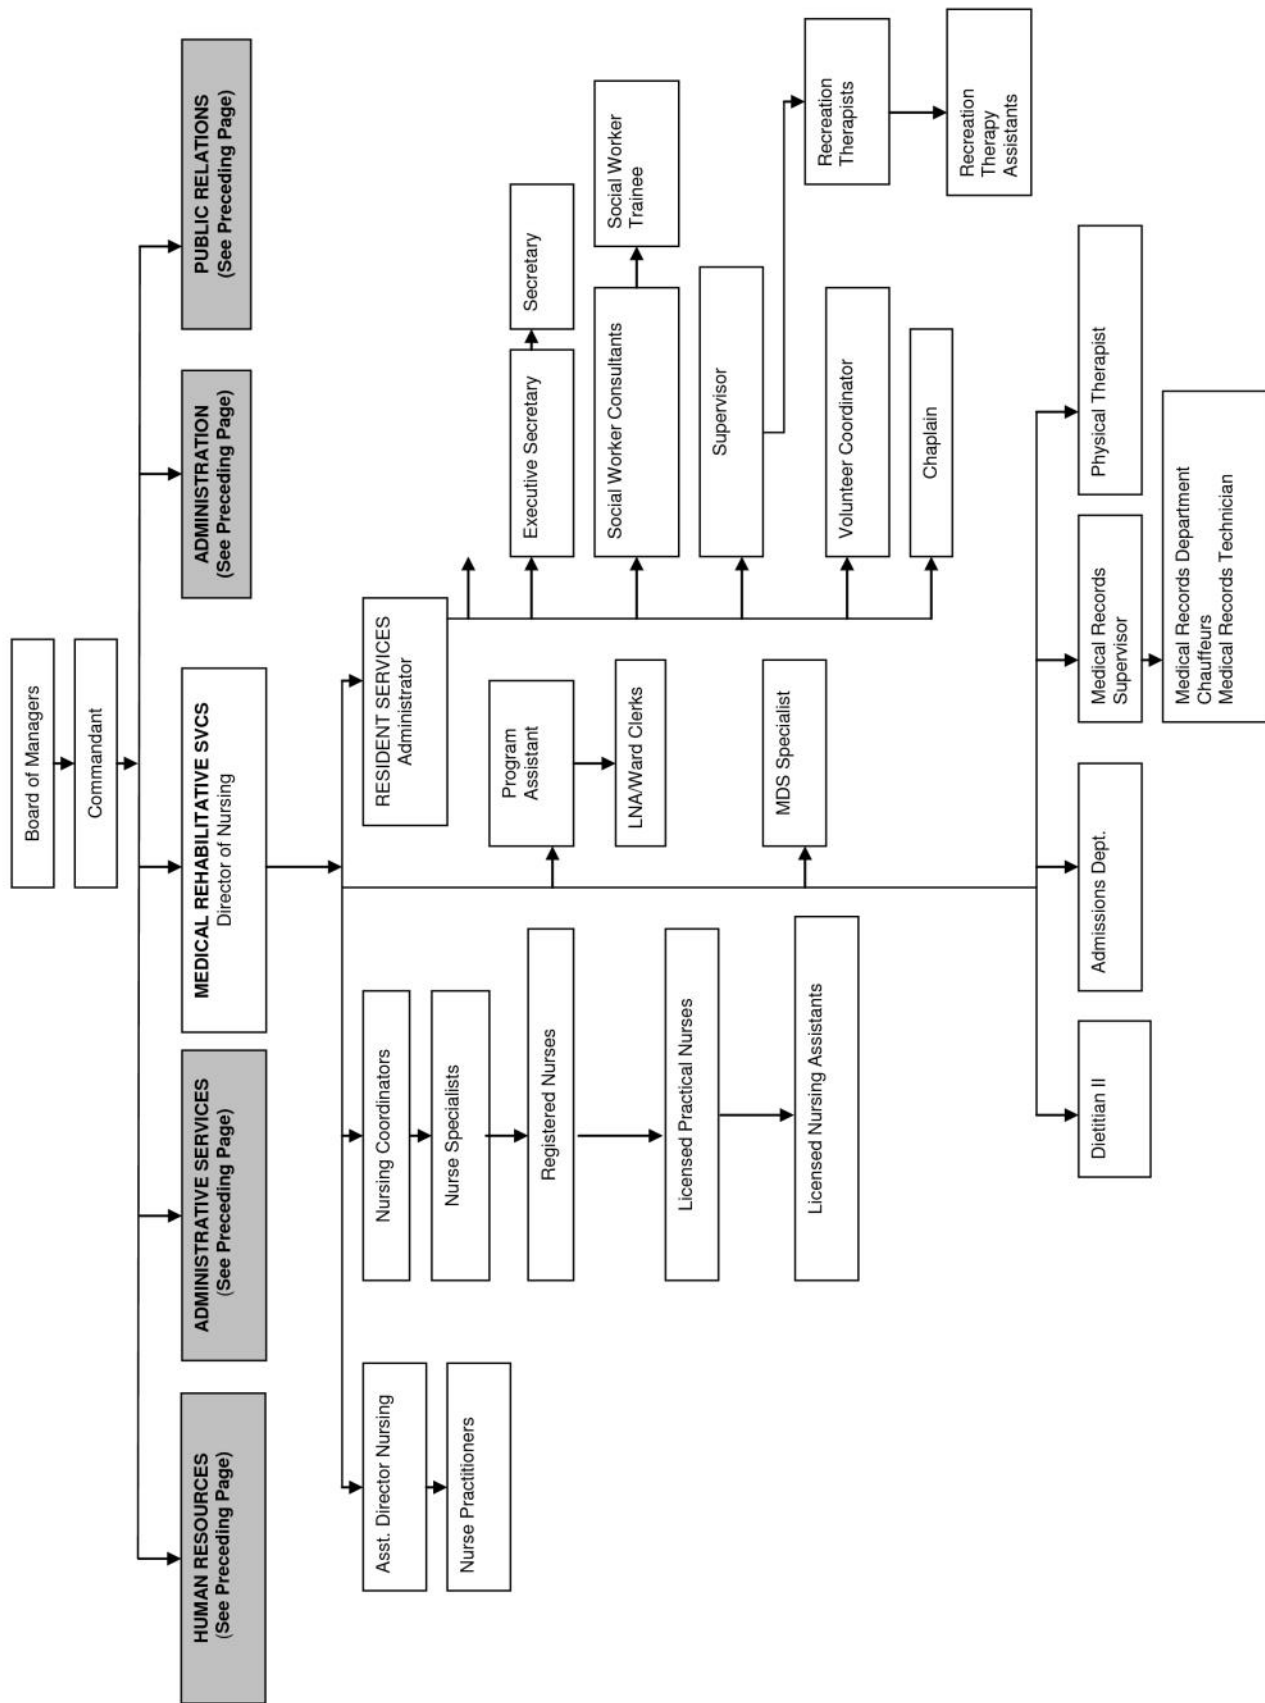 Board of Managers
Commandant
HUMAN RESOURCES
(See Preceding Page)
ADMINISTRATIVE SERVICES
(See Preceding Page)
MEDICAL REHABILITATIVE SVCS
Director of Nursing
ADMINISTRATION
(See Preceding Page)
PUBLIC RELATIONS
(See Preceding Page)
Asst. Director Nursing
Nurse Practitioners
Nursing Coordinators
Nurse Specialists
Registered Nurses
Licensed Practical Nurses
Licensed Nursing Assistants
RESIDENT SERVICES
Administrator
Program
Assistant
LNA/Ward Clerks
MDS Specialist
Executive Secretary
Secretary
Social Worker Consultants
Social Worker
Trainee
Supervisor
Recreation
Therapists
Recreation
Therapy
Assistants
Volunteer Coordinator
Chaplain
Dietitian II
Admissions Dept.
Medical Records
Supervisor
Physical Therapist
Medical Records Department
Chauffeurs
Medical Records Technician